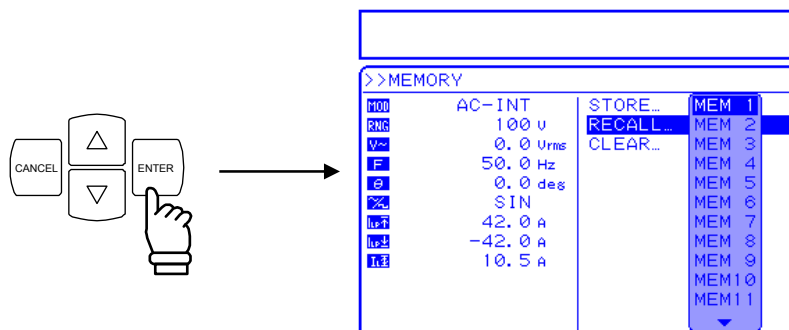 CANCEL
ENTER
>>MEMORY
MOD AC-INT
RNG 100 V
V~ 0.0 Vrms
F 50.0 Hz
θ 0.0 deg
SIN
42.0 A
-42.0 A
10.5 A
STORE…
RECALL…
CLEAR…
MEM 1
MEM 2
MEM 3
MEM 4
MEM 5
MEM 6
MEM 7
MEM 8
MEM 9
MEM10
MEM11